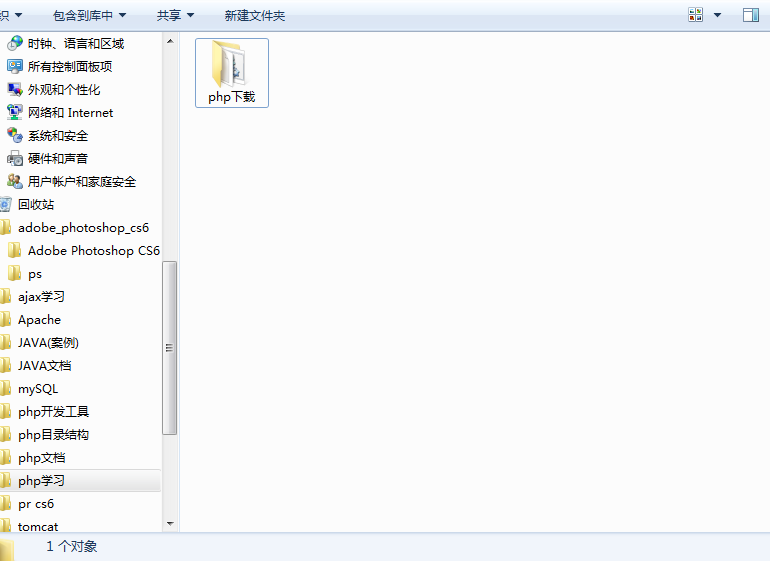 织 包含到库中 共享 新建文件夹
时钟、语言和区域
所有控制面板项
外观和个性化
网络和 Internet
系统和安全
硬件和声音
用户帐户和家庭安全
回收站
adobe_photoshop_cs6
Adobe Photoshop CS6
ps
ajax学习
Apache
JAVA(案例)
JAVA文档
mySQL
php开发工具
php目录结构
php文档
php学习
pr cs6
tomcat
php下载
1 个对象